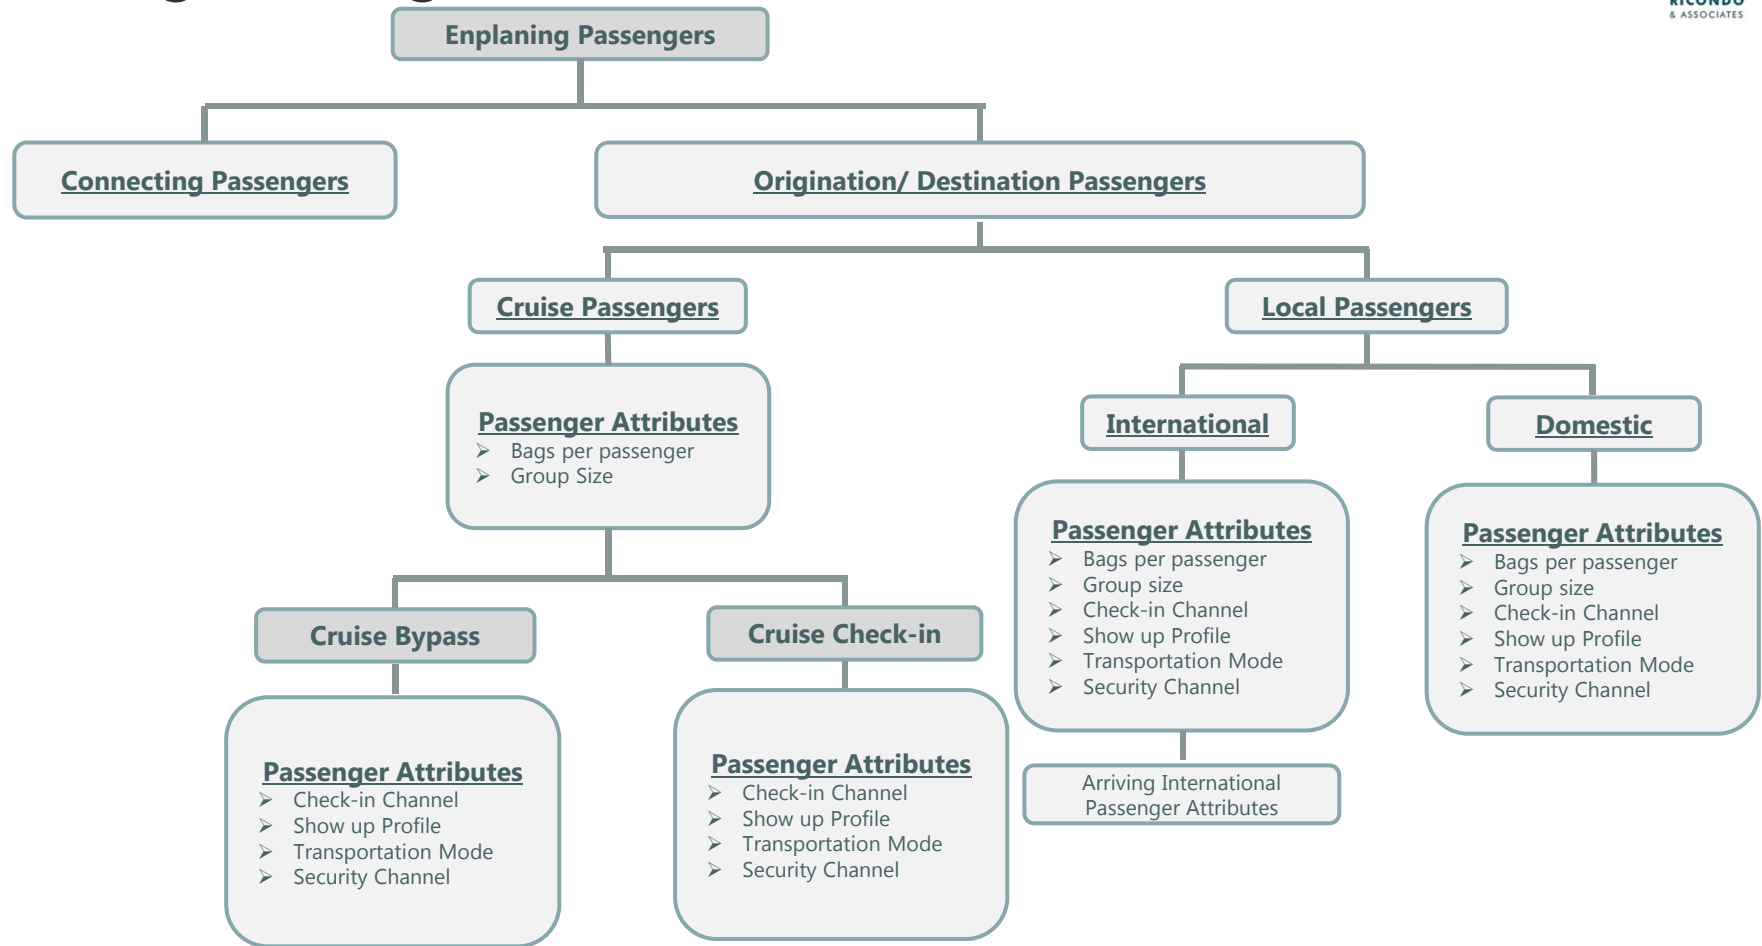 RICONDO
& ASSOCIATES
Enplaning Passengers
Connecting Passengers
Origination/ Destination Passengers
Cruise Passengers
Local Passengers
Passenger Attributes
➢ Bags per passenger
➢ Group Size
International
Domestic
Passenger Attributes
➢ Bags per passenger
➢ Group size
➢ Check-in Channel
➢ Show up Profile
➢ Transportation Mode
➢ Security Channel
Passenger Attributes
➢ Bags per passenger
➢ Group size
➢ Check-in Channel
➢ Show up Profile
➢ Transportation Mode
➢ Security Channel
Cruise Bypass
Cruise Check-in
Passenger Attributes
➢ Check-in Channel
➢ Show up Profile
➢ Transportation Mode
➢ Security Channel
Passenger Attributes
➢ Check-in Channel
➢ Show up Profile
➢ Transportation Mode
➢ Security Channel
Arriving International
Passenger Attributes